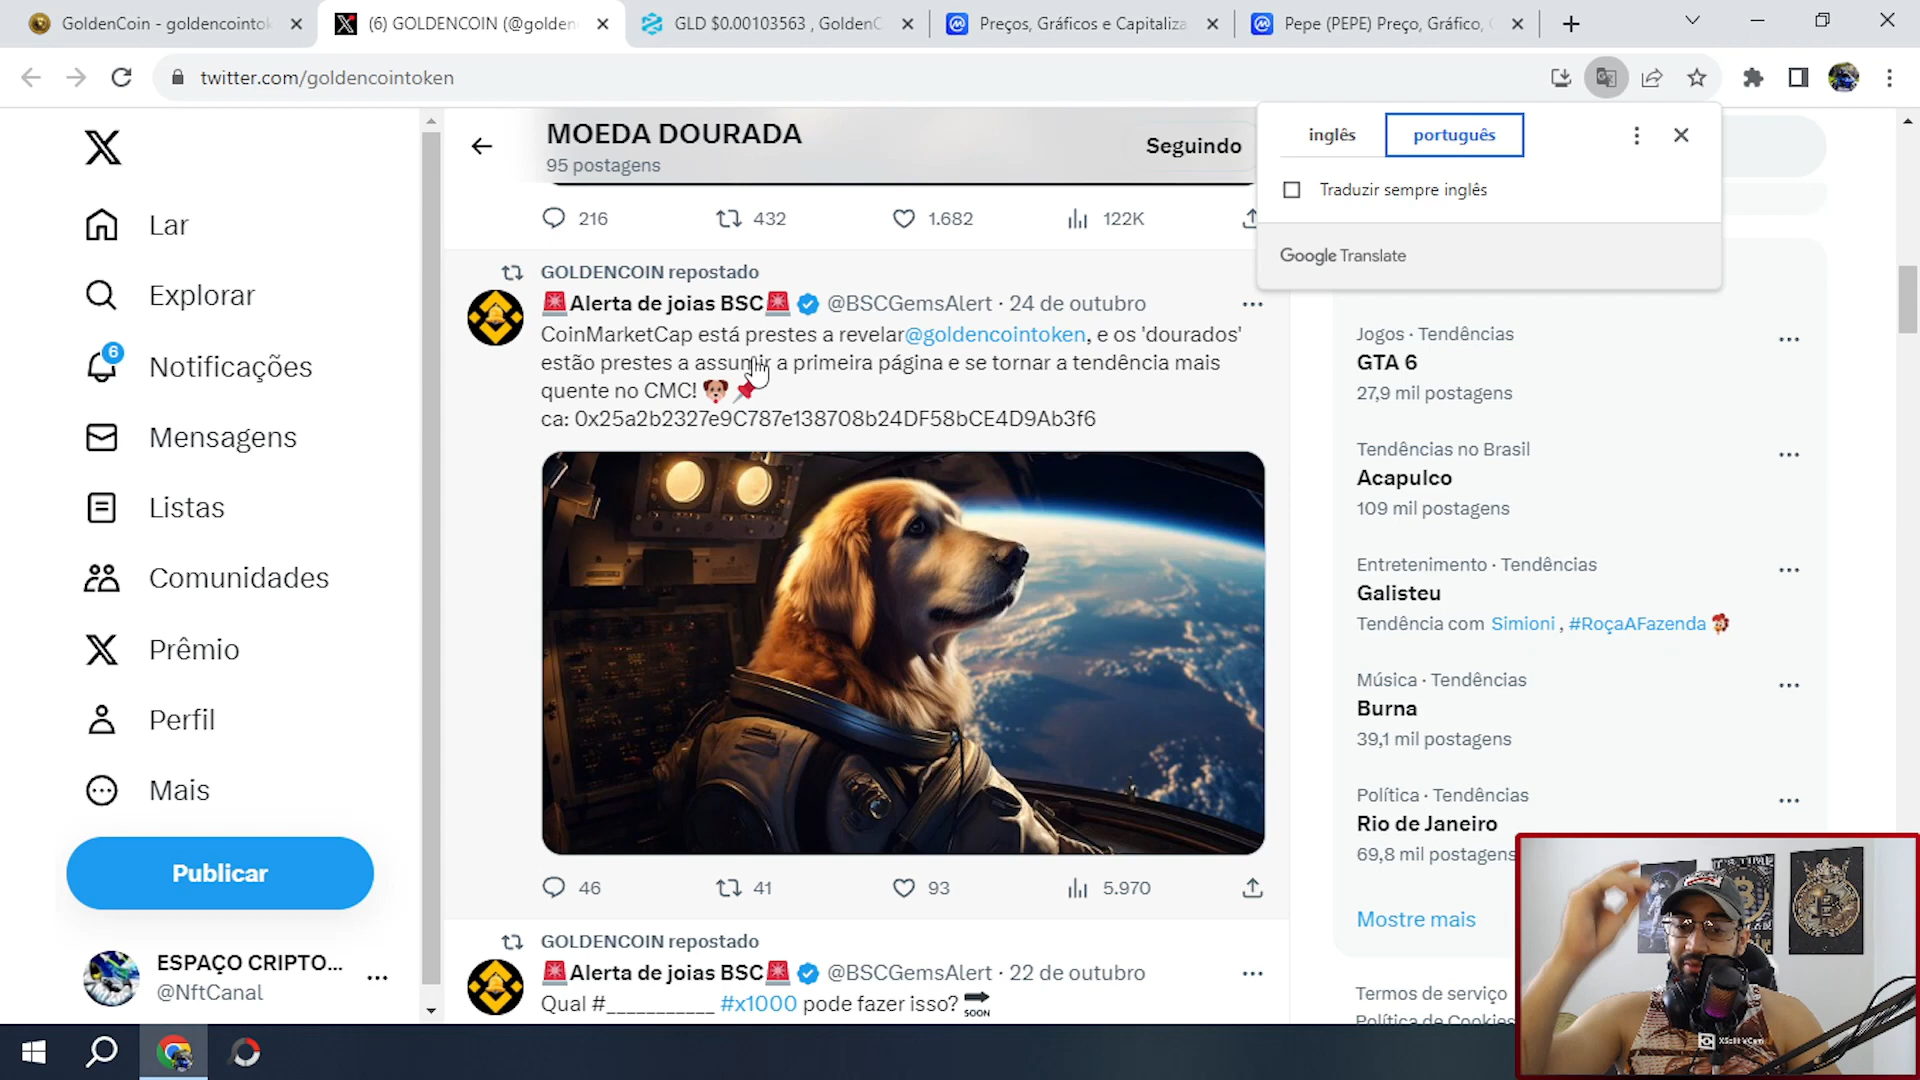 GoldenCoin - goldencointok
(6) GOLDENCOIN (@golden
GLD $0.00103563 , GoldenC
Preços, Gráficos e Capitaliza
Pepe (PEPE) Preço, Gráfico,
twitter.com/goldencointoken
Lar
Explorar
6
Notificações
Mensagens
Listas
Comunidades
Prêmio
Perfil
Mais
Publicar
ESPAÇO CRIPTO...
@NftCanal
MOEDA DOURADA
95 postagens
Seguindo
216 432 1.682 122K
GOLDENCOIN repostado
Alerta de joias BSC @BSCGemsAlert · 24 de outubro
CoinMarketCap está prestes a revelar@goldencointoken, e os 'dourados'
estão prestes a assumir a primeira página e se tornar a tendência mais
quente no CMC!
ca: 0x25a2b2327e9C787e138708b24DF58bCE4D9Ab3f6
46 41 93 5.970
GOLDENCOIN repostado
Alerta de joias BSC @BSCGemsAlert · 22 de outubro
Qual #__________ #x1000 pode fazer isso? SOON
inglês português
Traduzir sempre inglês
Google Translate
Jogos · Tendências
GTA 6
27,9 mil postagens
Tendências no Brasil
Acapulco
109 mil postagens
Entretenimento · Tendências
Galisteu
Tendência com Simioni , #RoçaAFazenda
Música · Tendências
Burna
39,1 mil postagens
Política · Tendências
Rio de Janeiro
69,8 mil postagens
Mostre mais
Termos de serviço
Política de Cookies
XSplit VCam